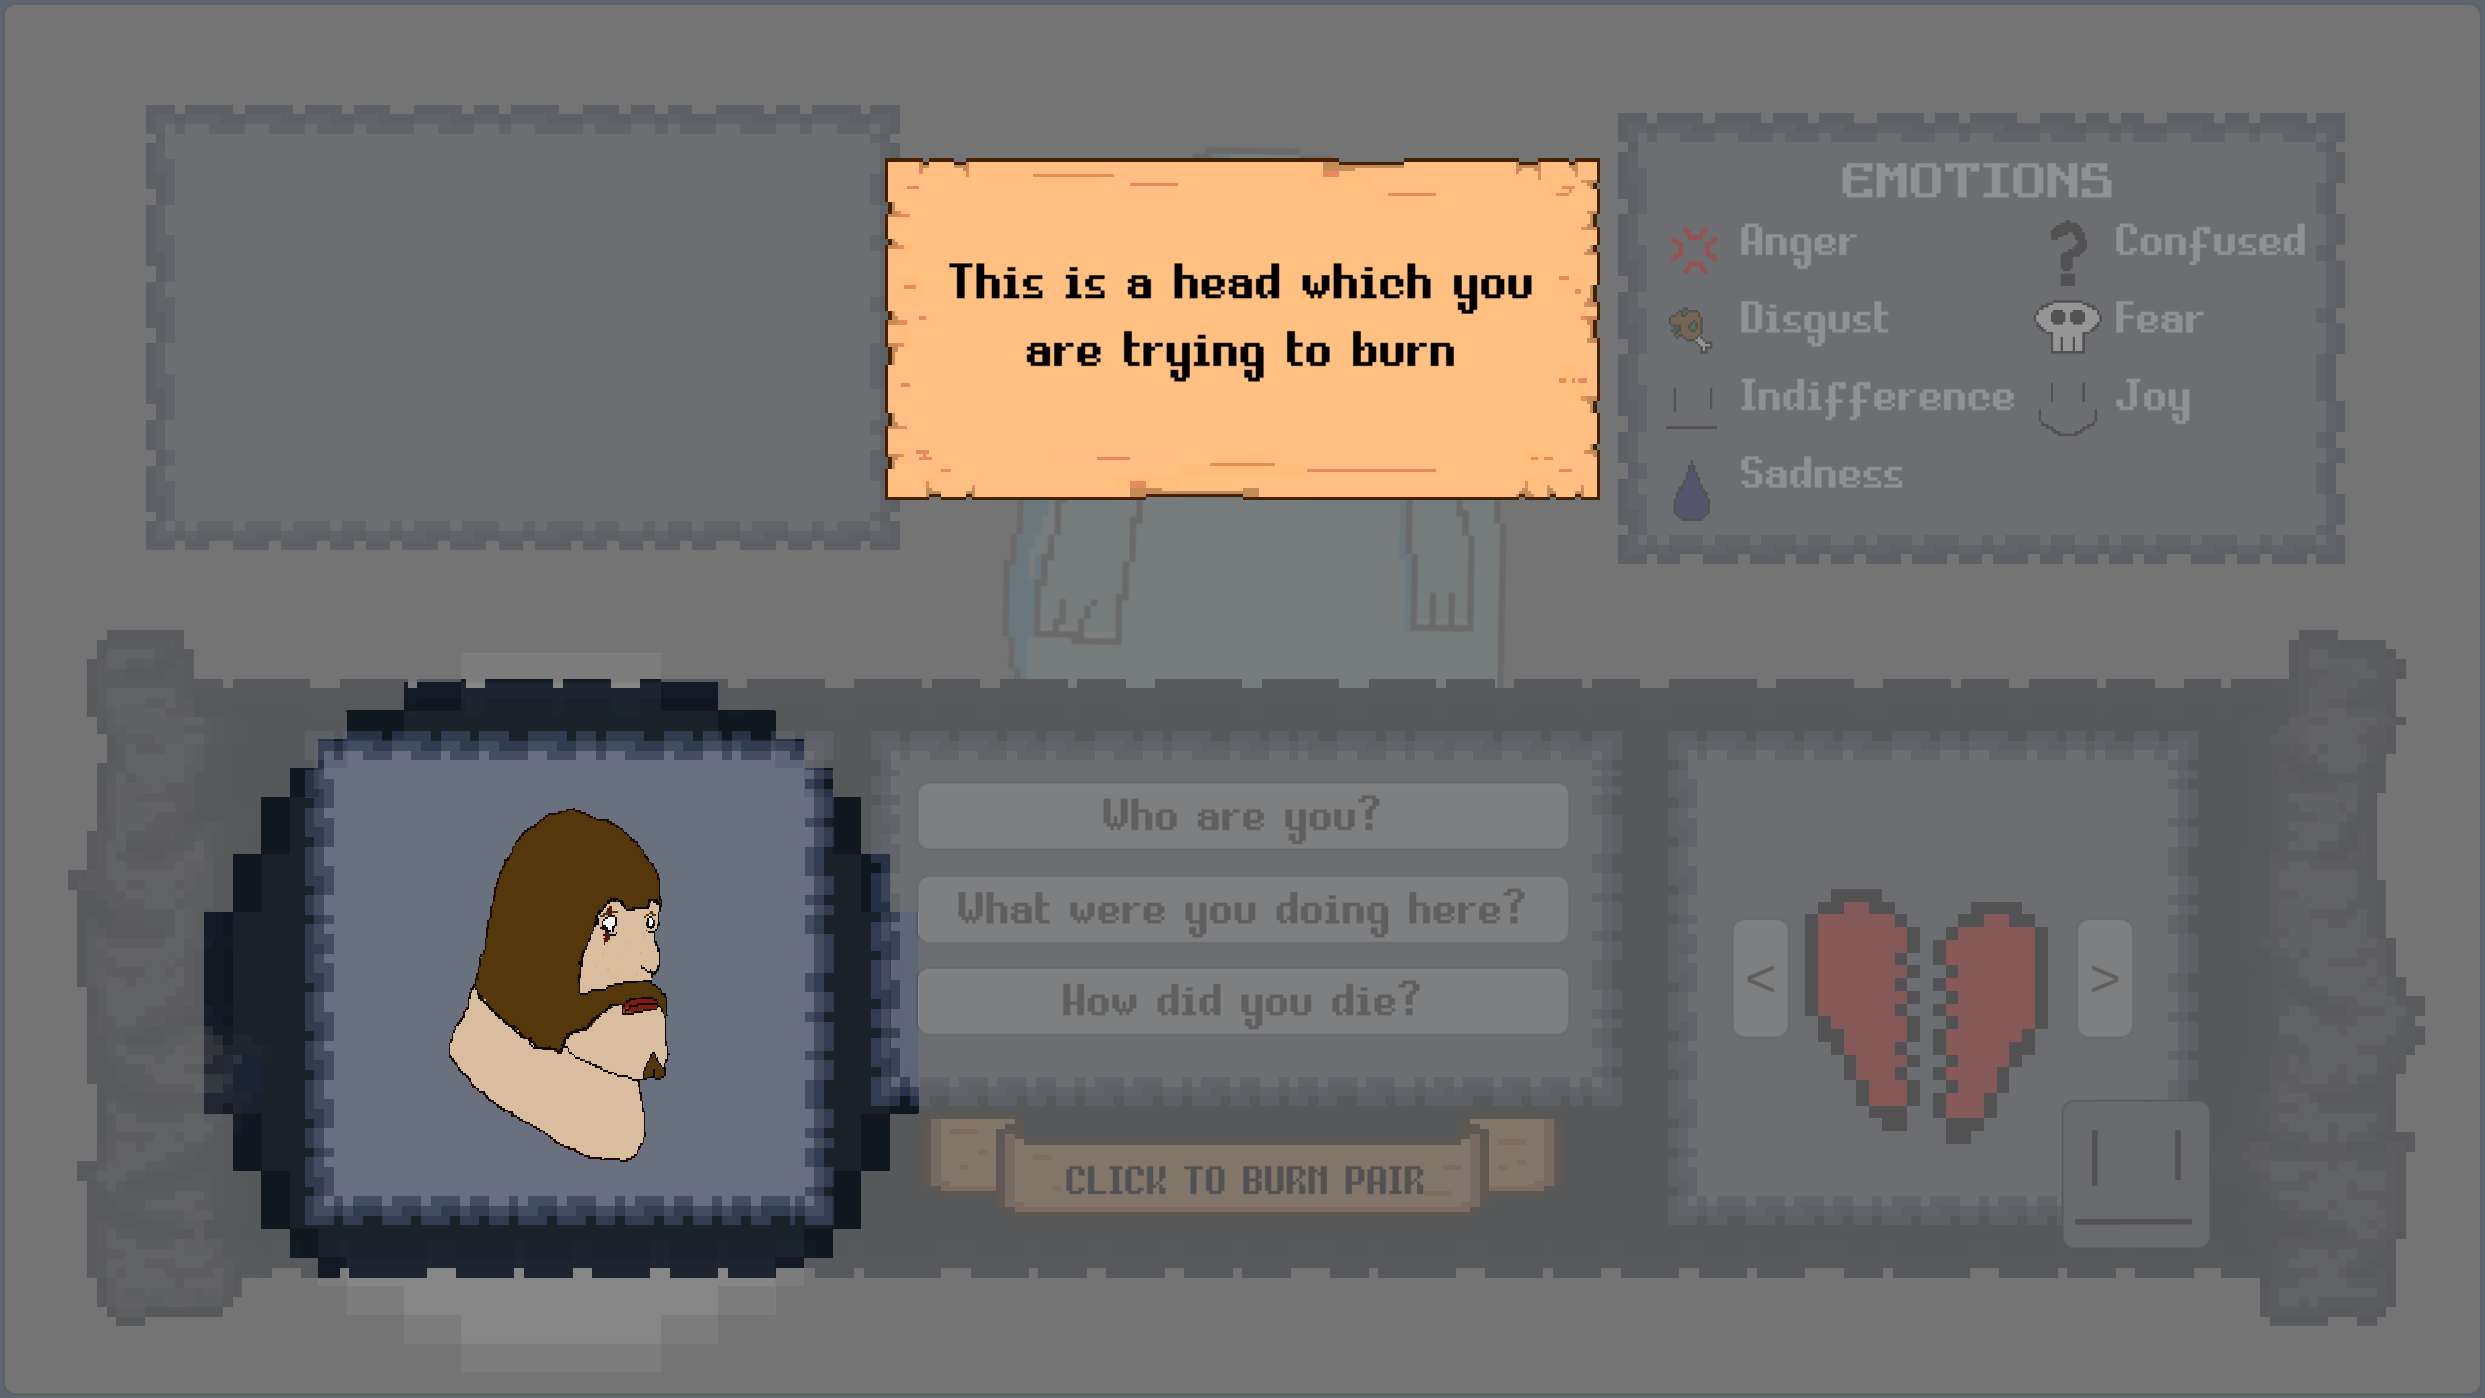 This is a head which you
are trying to burn
EMOTIONS
Anger
Confused
Disgust
Fear
Indifference
Joy
Sadness
Who are you?
What were you doing here?
How did you die?
<
>
CLICK TO BURN PAIR